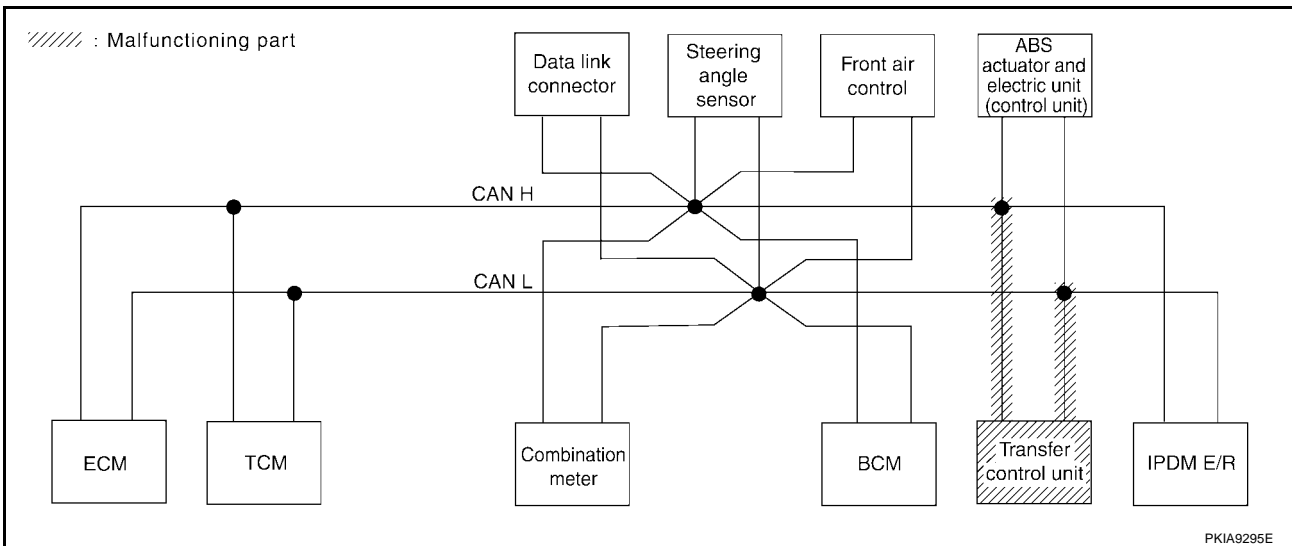 : Malfunctioning part
Data link
connector
Steering
angle
sensor
Front air
control
ABS
actuator and
electric unit
(control unit)
CAN H
CAN L
ECM
TCM
Combination
meter
BCM
Transfer
control unit
IPDM E/R
PKIA9295E